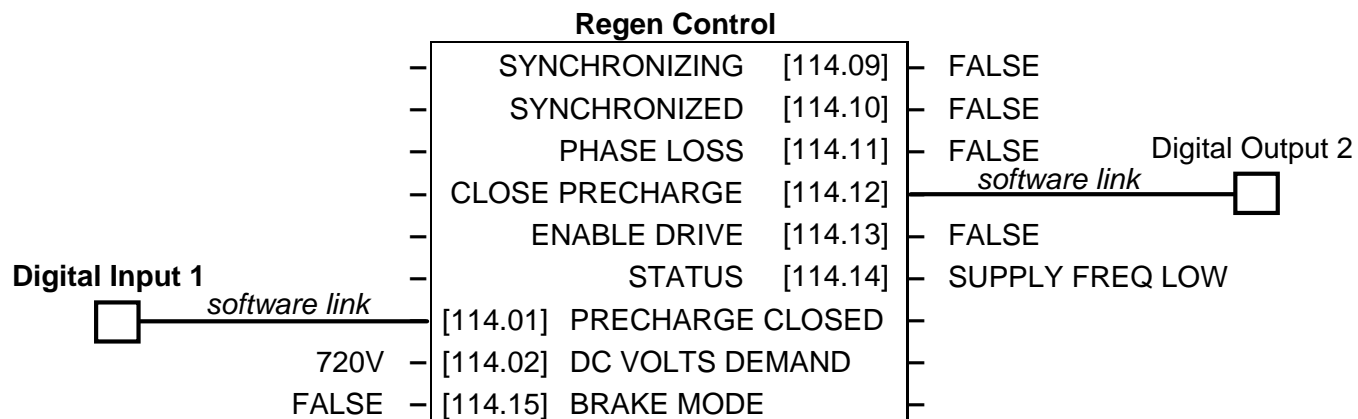 Regen Control
SYNCHRONIZING [114.09] FALSE
SYNCHRONIZED [114.10] FALSE
PHASE LOSS [114.11] FALSE Digital Output 2
CLOSE PRECHARGE [114.12] software link
ENABLE DRIVE [114.13] FALSE
Digital Input 1 STATUS [114.14] SUPPLY FREQ LOW
software link [114.01] PRECHARGE CLOSED
720V [114.02] DC VOLTS DEMAND
FALSE [114.15] BRAKE MODE